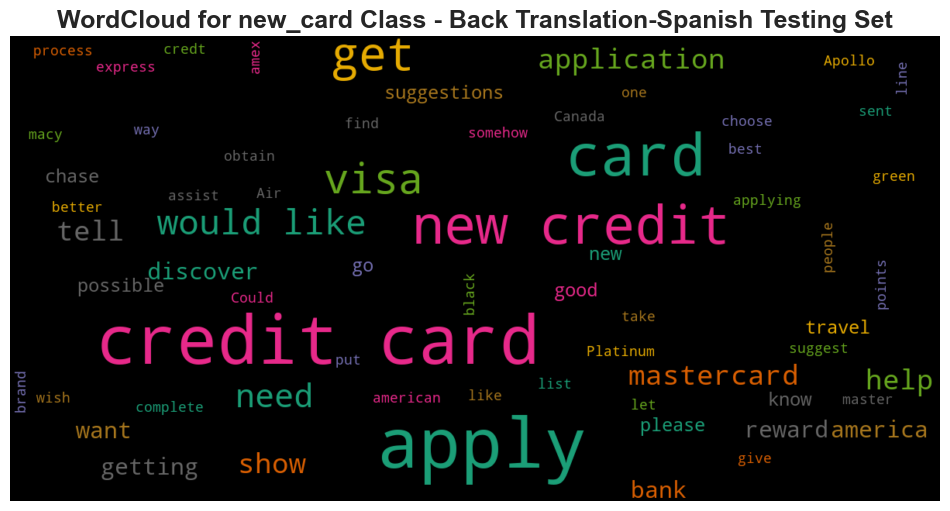 WordCloud for new_card Class - Back Translation-Spanish Testing Set
process
credt
express
amex
get
application
Apollo
line
suggestions
one
sent
macy
way
find
somehow
Canada
choose
best
obtain
card
chase
visa
assist
Air
green
better
applying
tell
would like
new credit
people
discover
go
new
possible
Could
black
good
points
credit card
take
travel
put
Platinum
suggest
brand
wish
need
list
mastercard
help
complete
american
like
let
know
master
want
apply
please
reward
america
getting
show
give
bank